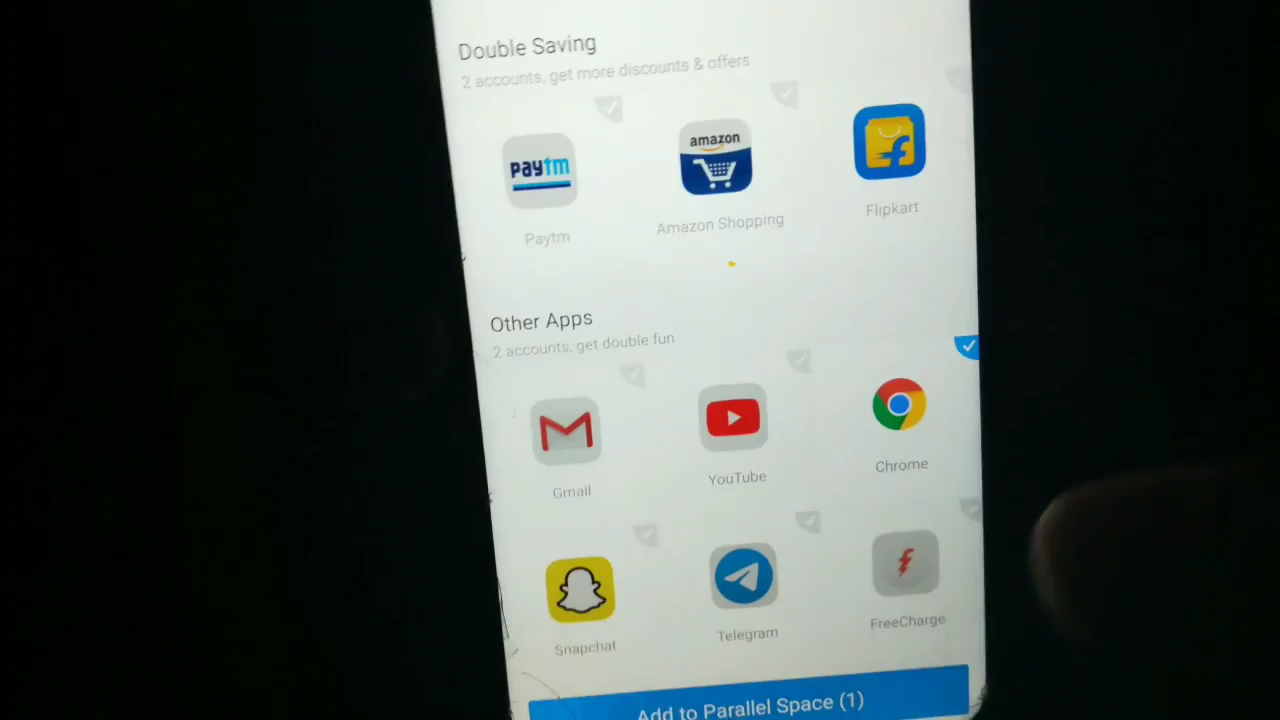 Double Saving
2 accounts, get more discounts & offers
paytm
amazon
Paytm
Amazon Shopping
Flipkart
Other Apps
2 accounts, get double fun
Gmail
YouTube
Chrome
Snapchat
Telegram
FreeCharge
Add to Parallel Space (1)